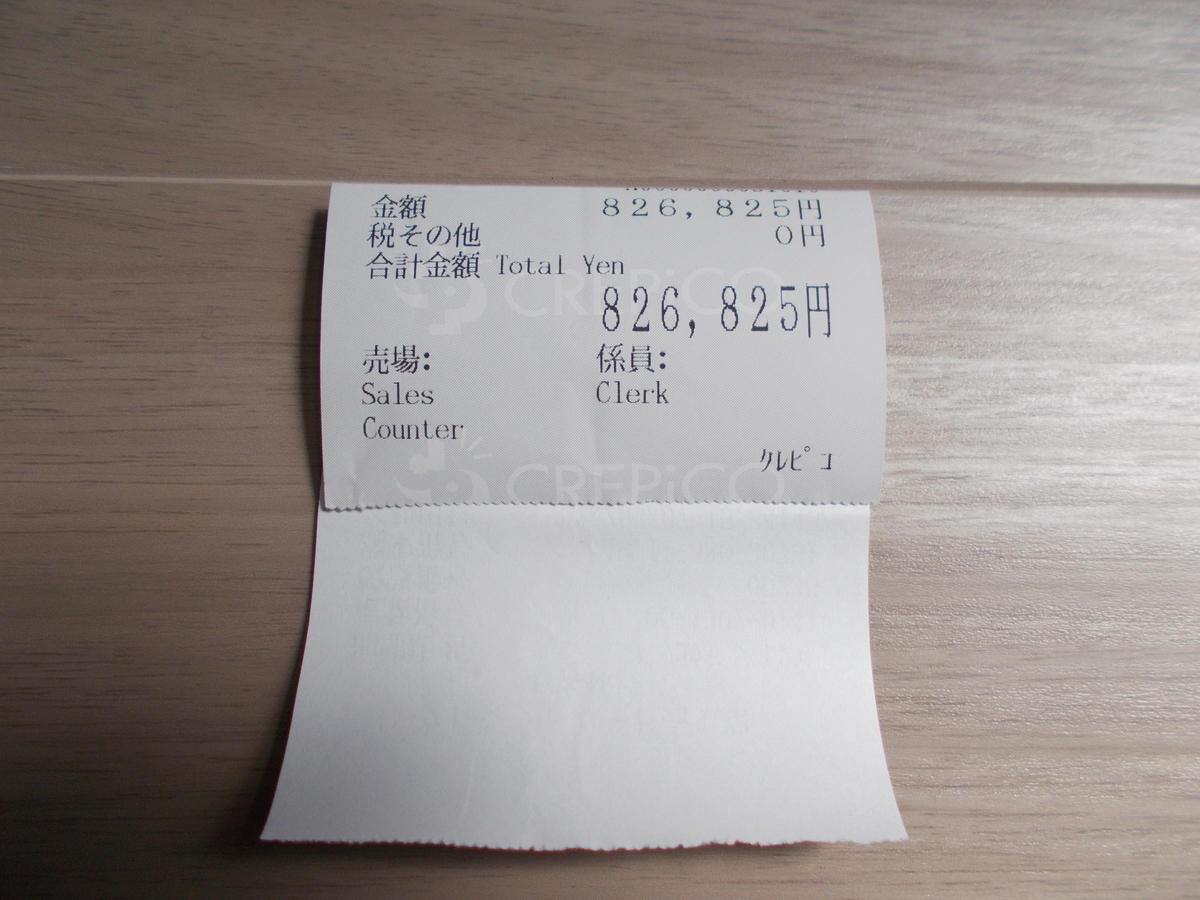 金額 826,825円
税その他 0円
合計金額 Total Yen
826,825円
売場: 係員:
Sales Clerk
Counter
クレピコ
CREPiCO
CREPiCO